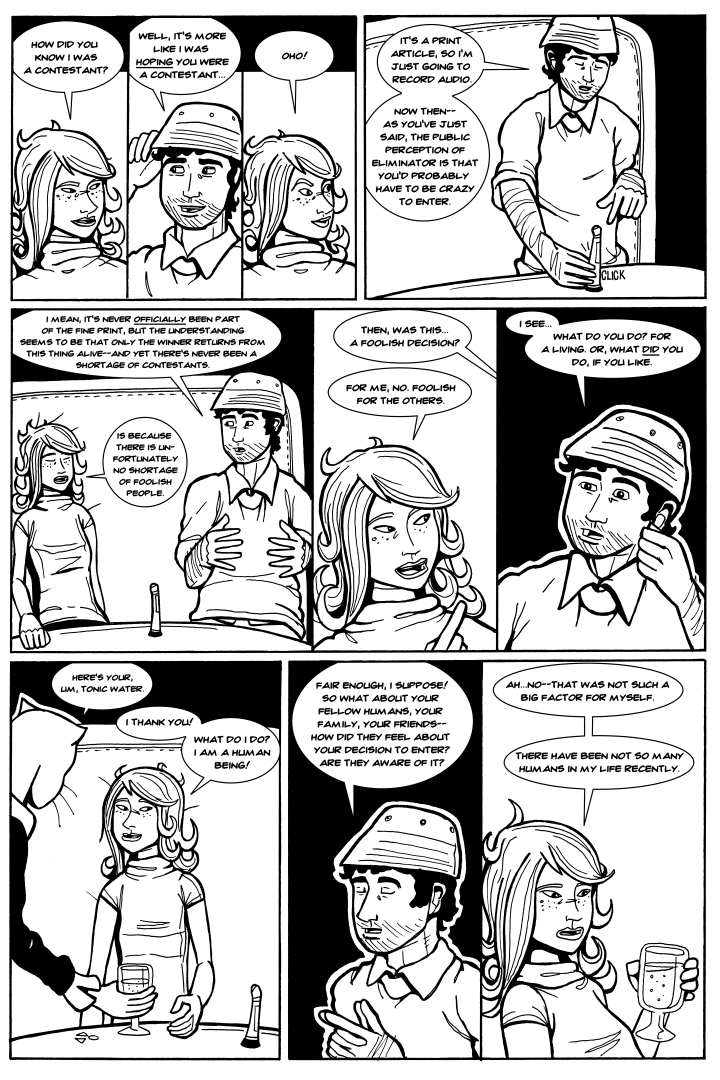 HOW DID YOU
KNOW I WAS
A CONTESTANT?
WELL, IT'S MORE
LIKE I WAS
HOPING YOU WERE
A CONTESTANT...
OHO!
IT'S A PRINT
ARTICLE, SO I'M
JUST GOING TO
RECORD AUDIO.
NOW THEN--
AS YOU'VE JUST
SAID, THE PUBLIC
PERCEPTION OF
ELIMINATOR IS THAT
YOU'D PROBABLY
HAVE TO BE CRAZY
TO ENTER.
CLICK
I MEAN, IT'S NEVER OFFICIALLY BEEN PART
OF THE FINE PRINT, BUT THE UNDERSTANDING
SEEMS TO BE THAT ONLY THE WINNER RETURNS FROM
THIS THING ALIVE--AND YET THERE'S NEVER BEEN A
SHORTAGE OF CONTESTANTS.
IS BECAUSE
THERE IS UN-
FORTUNATELY
NO SHORTAGE
OF FOOLISH
PEOPLE.
THEN, WAS THIS...
A FOOLISH DECISION?
FOR ME, NO. FOOLISH
FOR THE OTHERS.
I SEE...
WHAT DO YOU DO? FOR
A LIVING. OR, WHAT DID YOU
DO, IF YOU LIKE.
HERE'S YOUR,
UM, TONIC WATER.
I THANK YOU!
WHAT DO I DO?
I AM A HUMAN
BEING!
FAIR ENOUGH, I SUPPOSE!
SO WHAT ABOUT YOUR
FELLOW HUMANS, YOUR
FAMILY, YOUR FRIENDS--
HOW DID THEY FEEL ABOUT
YOUR DECISION TO ENTER?
ARE THEY AWARE OF IT?
AH...NO--THAT WAS NOT SUCH A
BIG FACTOR FOR MYSELF.
THERE HAVE BEEN NOT SO MANY
HUMANS IN MY LIFE RECENTLY.